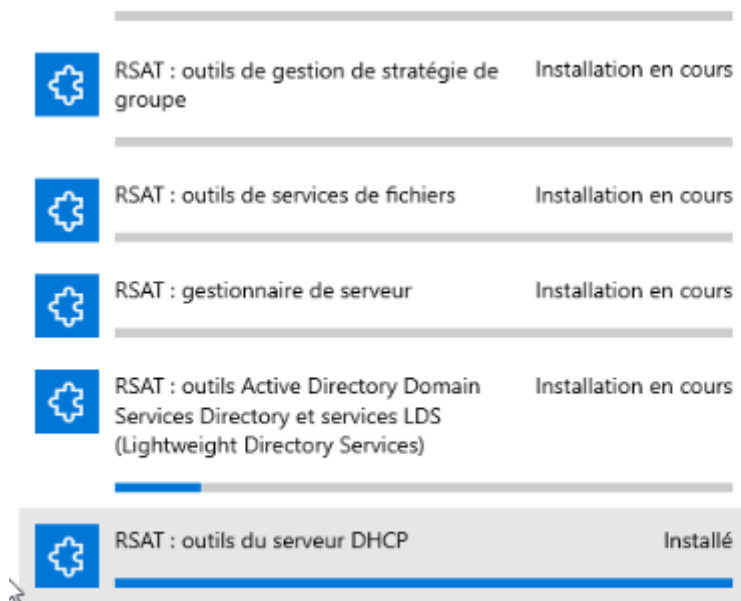 RSAT : outils de gestion de stratégie de Installation en cours
groupe
RSAT : outils de services de fichiers Installation en cours
RSAT : gestionnaire de serveur Installation en cours
RSAT : outils Active Directory Domain Installation en cours
Services Directory et services LDS
(Lightweight Directory Services)
RSAT : outils du serveur DHCP Installé